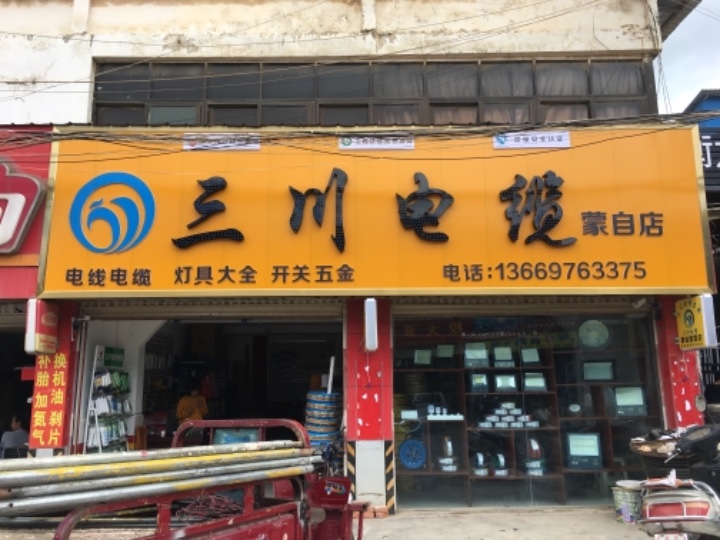 三川电缆 蒙自店
电线电缆 灯具大全 开关五金 电话:13669763375
换机油刹片
补胎加氮气